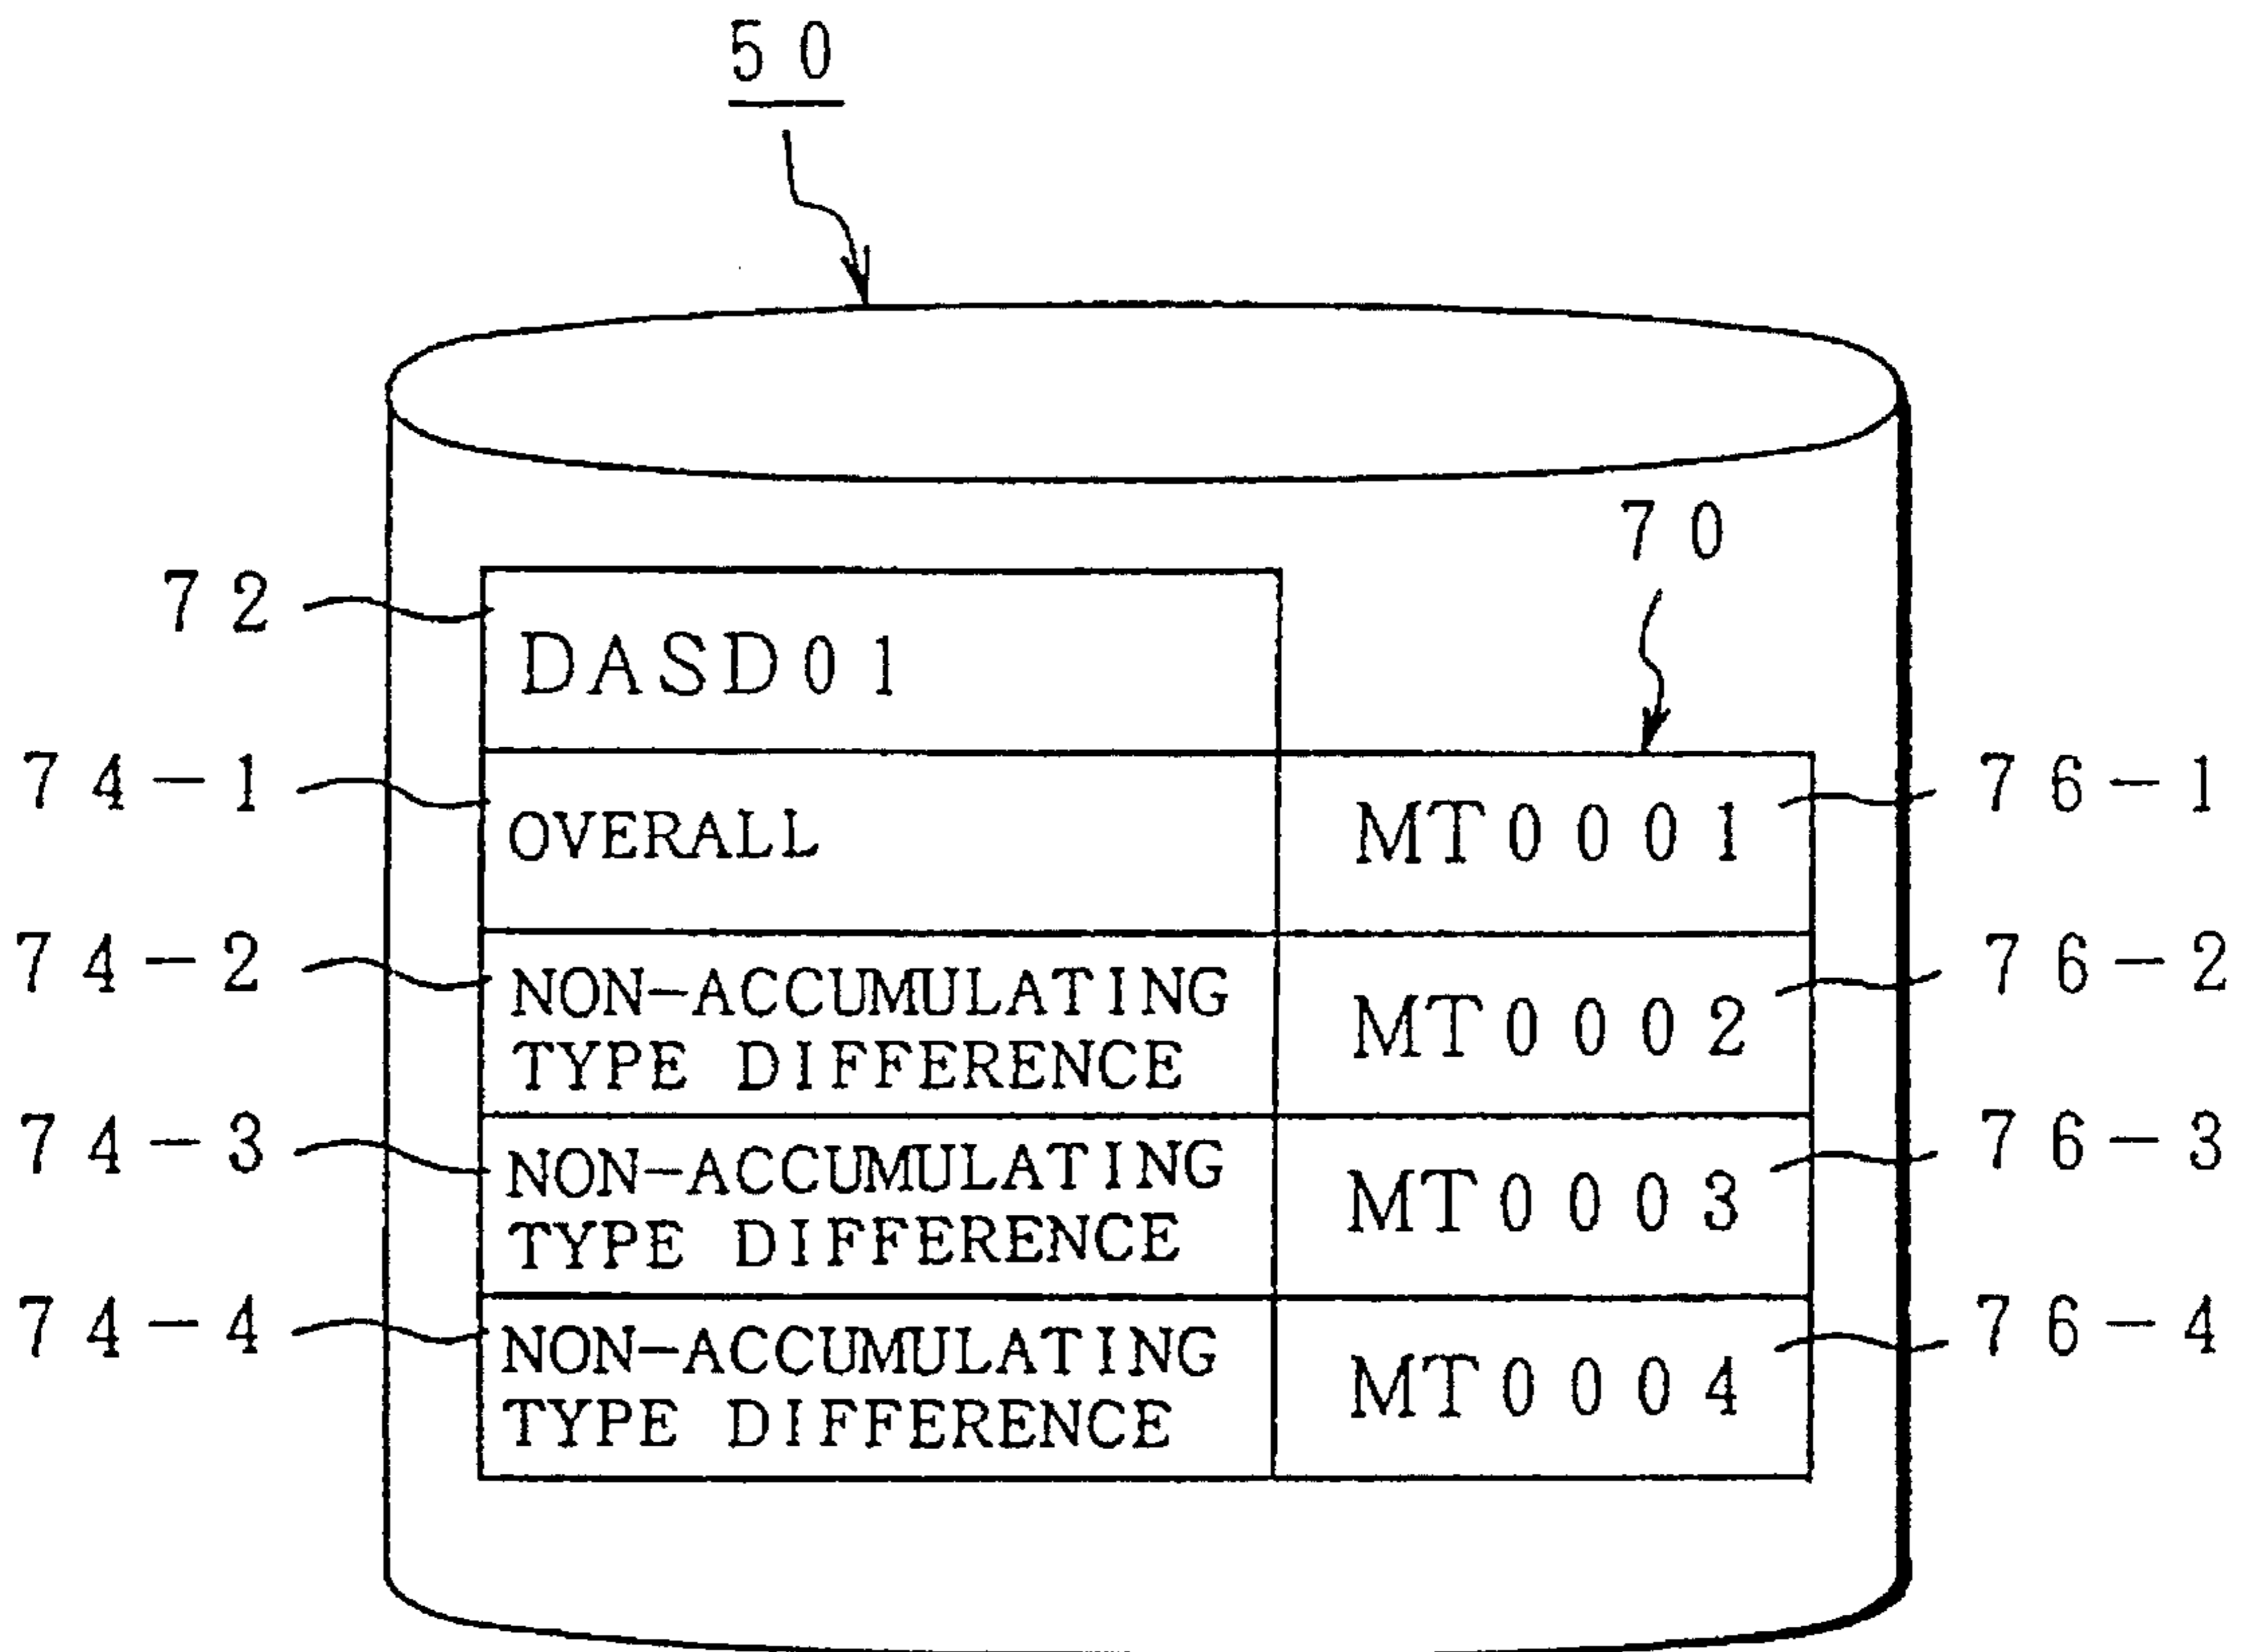 50
70
72
DASD01
74-1
OVERALL
MT0001
76-1
74-2
NON-ACCUMULATING
TYPE DIFFERENCE
MT0002
76-2
74-3
NON-ACCUMULATING
TYPE DIFFERENCE
MT0003
76-3
74-4
NON-ACCUMULATING
TYPE DIFFERENCE
MT0004
76-4